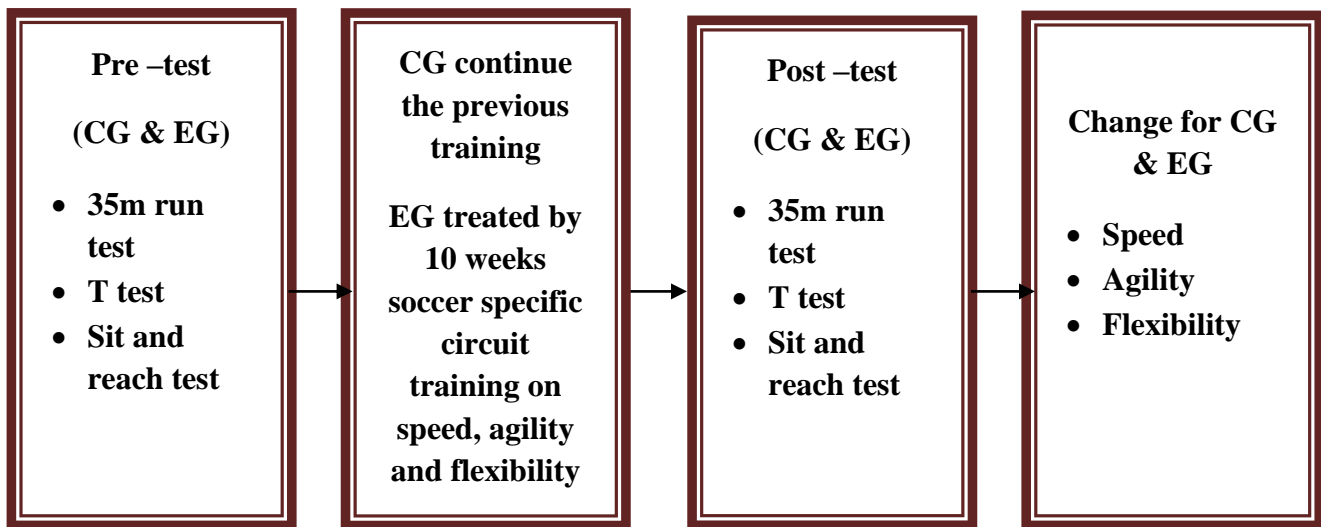 Pre –test
(CG & EG)
• 35m run
test
• T test
• Sit and
reach test
CG continue
the previous
training
EG treated by
10 weeks
soccer specific
circuit
training on
speed, agility
and flexibility
Post –test
(CG & EG)
• 35m run
test
• T test
• Sit and
reach test
Change for CG
& EG
• Speed
• Agility
• Flexibility